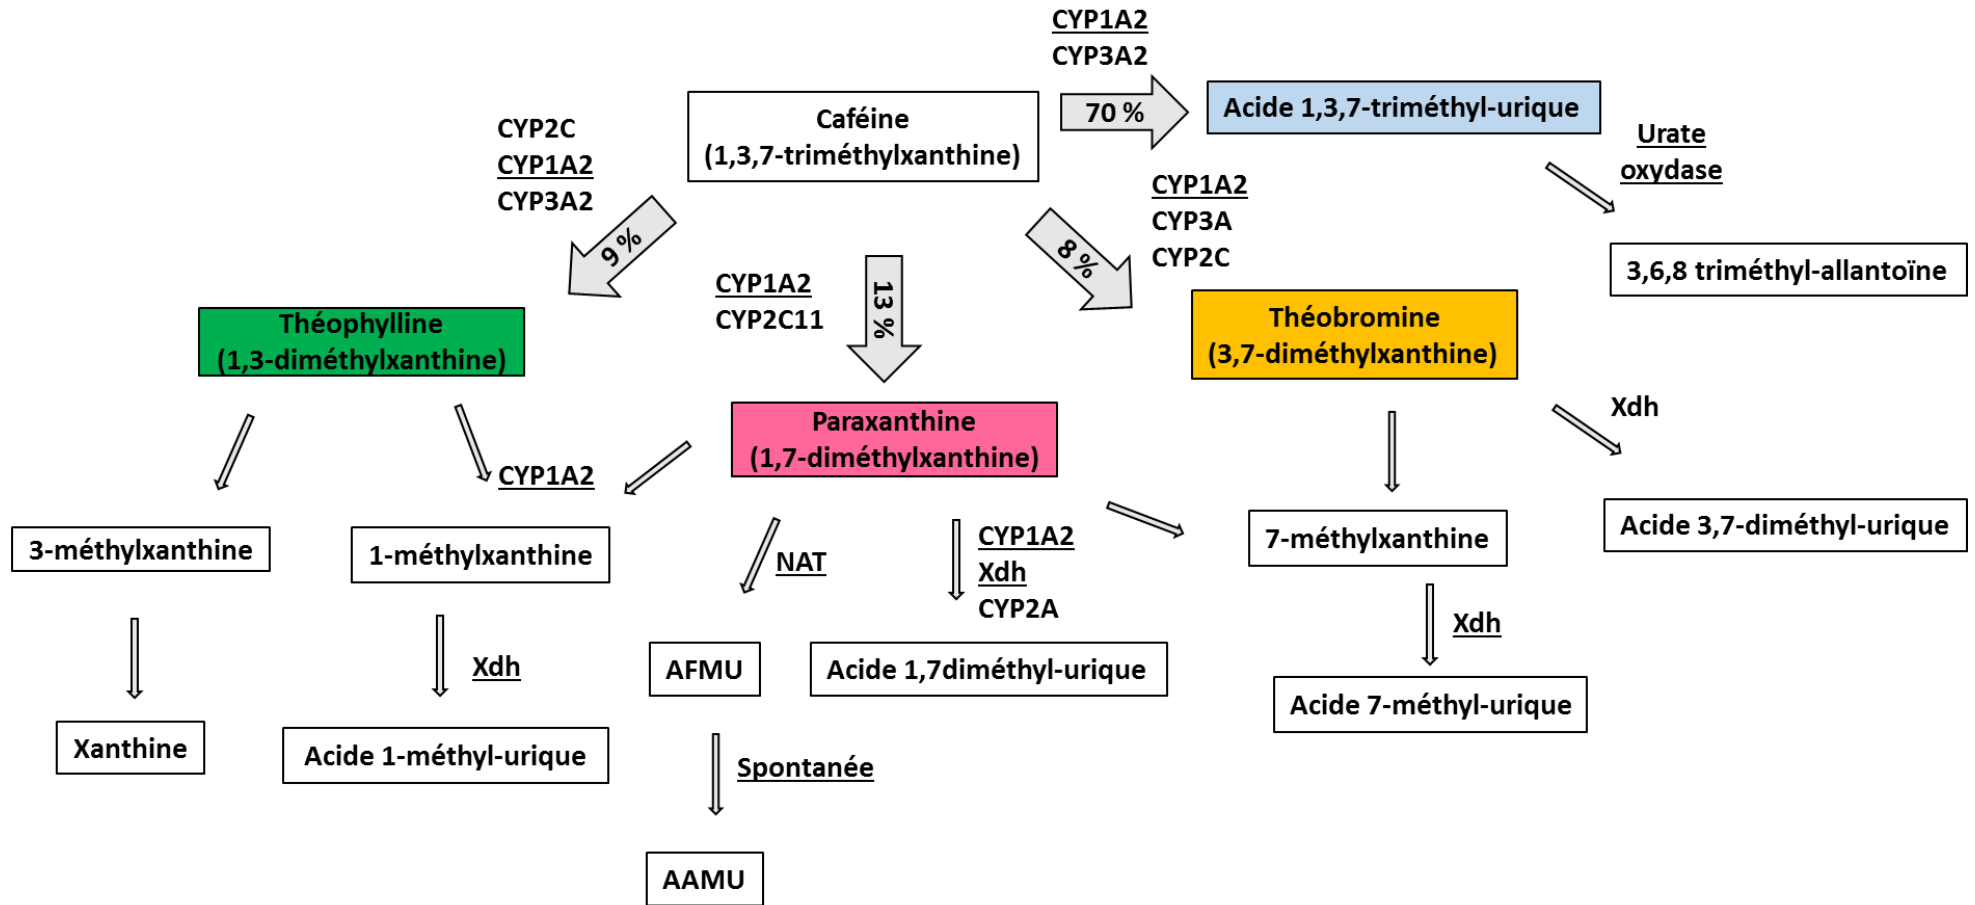 CYP1A2
CYP3A2
Caféine
(1,3,7-triméthylxanthine)
70 %
Acide 1,3,7-triméthyl-urique
CYP2C
CYP1A2
CYP3A2
Urate
oxydase
CYP1A2
CYP3A
CYP2C
9 %
8 %
3,6,8 triméthyl-allantoïne
CYP1A2
CYP2C11
13 %
Théophylline
(1,3-diméthylxanthine)
Théobromine
(3,7-diméthylxanthine)
Paraxanthine
(1,7-diméthylxanthine)
Xdh
CYP1A2
3-méthylxanthine
1-méthylxanthine
NAT
CYP1A2
Xdh
CYP2A
7-méthylxanthine
Acide 3,7-diméthyl-urique
Xdh
Xdh
AFMU
Acide 1,7diméthyl-urique
Acide 7-méthyl-urique
Xanthine
Acide 1-méthyl-urique
Spontanée
AAMU